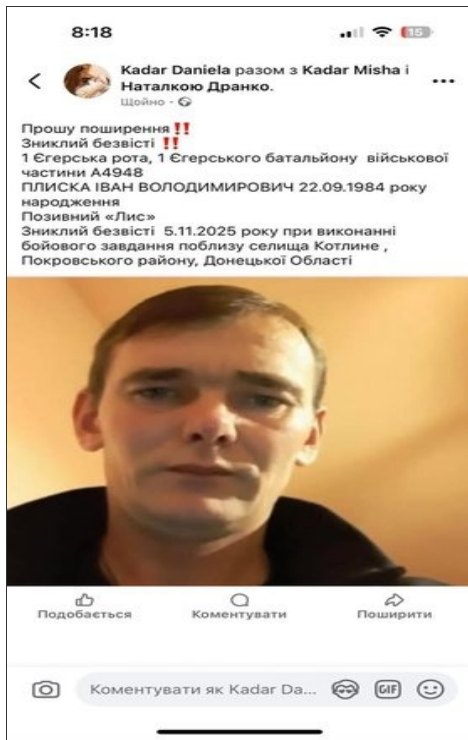 8:18
15
Kadar Daniela разом з Kadar Misha і
Наталкою Дранко.
Щойно ·
Прошу поширення ‼️
Зниклий безвісті ‼️
1 Єгерська рота, 1 Єгерського батальйону військової
частини А4948
ПЛИСКА ІВАН ВОЛОДИМИРОВИЧ 22.09.1984 року
народження
Позивний «Лис»
Зниклий безвісті 5.11.2025 року при виконанні
бойового завдання поблизу селища Котлине ,
Покровського району, Донецької Області
Подобається Коментувати Поширити
Коментувати як Kadar Da... GIF